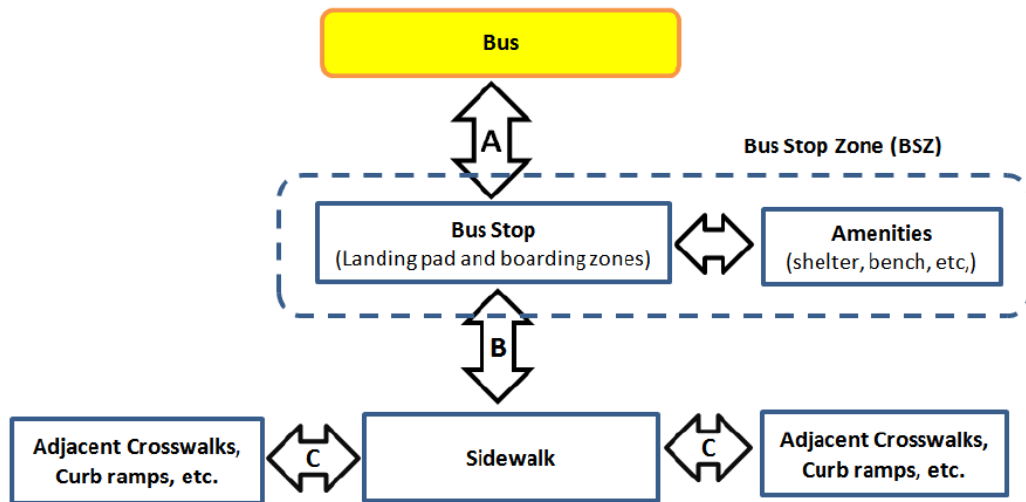 Bus
A
Bus Stop Zone (BSZ)
Bus Stop
(Landing pad and boarding zones)
Amenities
(shelter, bench, etc,)
B
Adjacent Crosswalks,
Curb ramps, etc.
C
Sidewalk
C
Adjacent Crosswalks,
Curb ramps, etc.